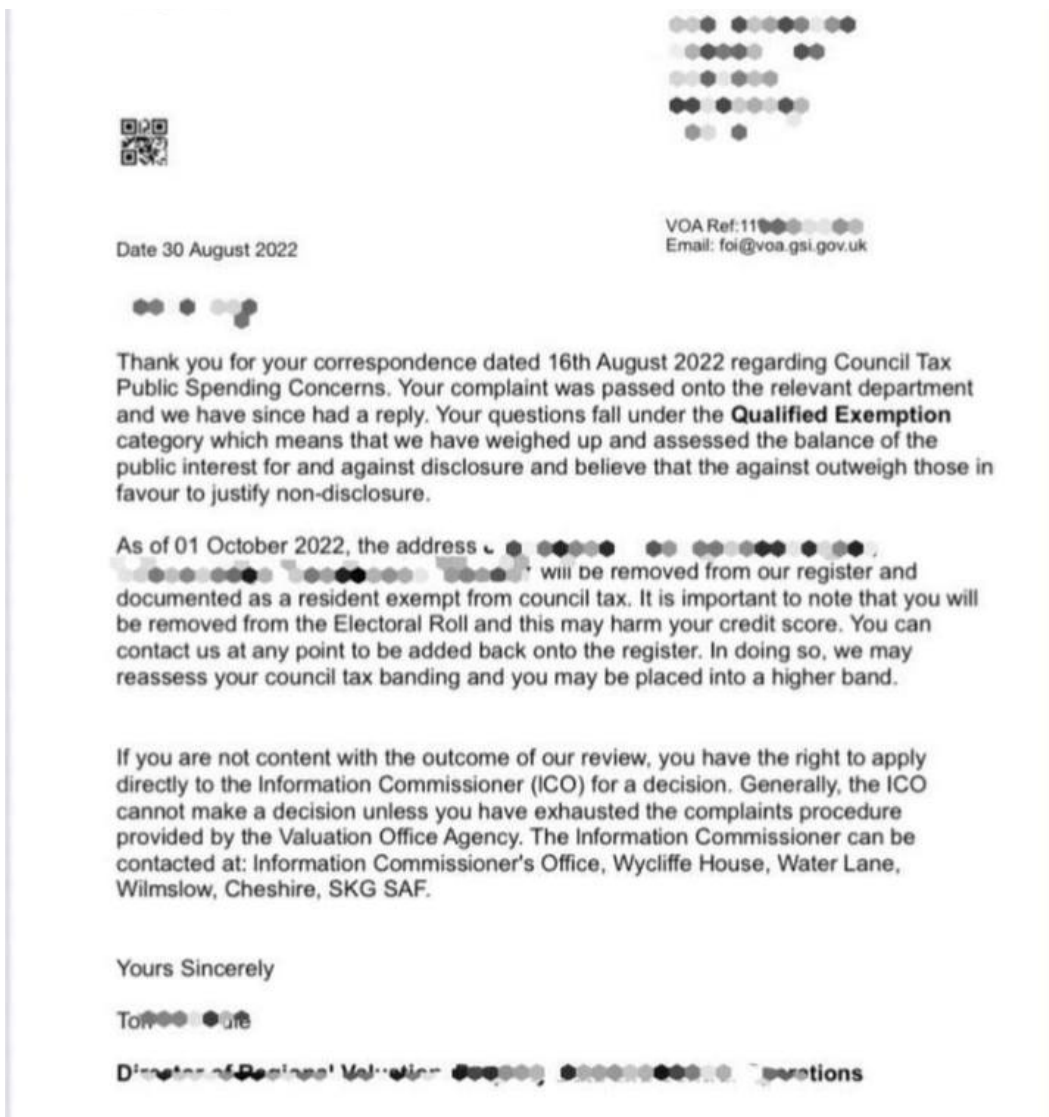 VOA Ref:11
Email: foi@voa.gsi.gov.uk
Date 30 August 2022
Thank you for your correspondence dated 16th August 2022 regarding Council Tax
Public Spending Concerns. Your complaint was passed onto the relevant department
and we have since had a reply. Your questions fall under the Qualified Exemption
category which means that we have weighed up and assessed the balance of the
public interest for and against disclosure and believe that the against outweigh those in
favour to justify non-disclosure.
As of 01 October 2022, the address
will be removed from our register and
documented as a resident exempt from council tax. It is important to note that you will
be removed from the Electoral Roll and this may harm your credit score. You can
contact us at any point to be added back onto the register. In doing so, we may
reassess your council tax banding and you may be placed into a higher band.
If you are not content with the outcome of our review, you have the right to apply
directly to the Information Commissioner (ICO) for a decision. Generally, the ICO
cannot make a decision unless you have exhausted the complaints procedure
provided by the Valuation Office Agency. The Information Commissioner can be
contacted at: Information Commissioner's Office, Wycliffe House, Water Lane,
Wilmslow, Cheshire, SKG SAF.
Yours Sincerely